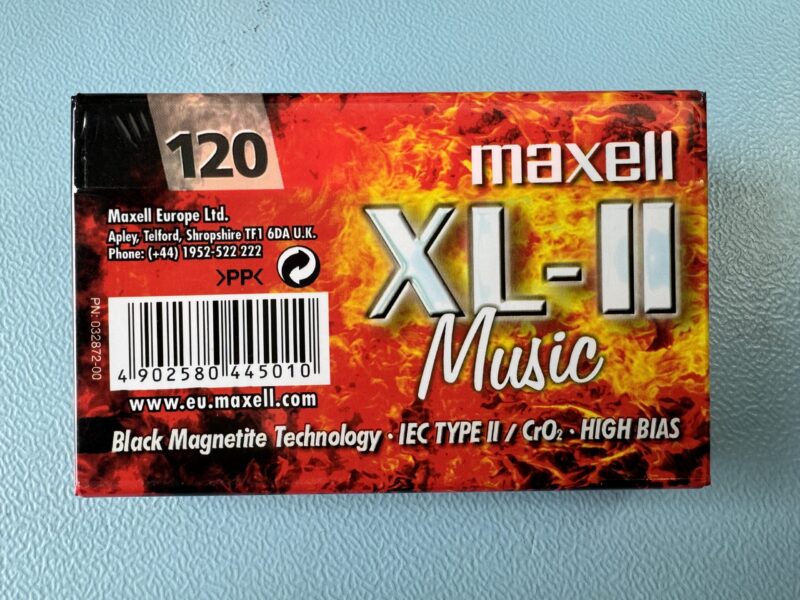 120
maxell
XL-II
Music
Maxell Europe Ltd.
Apley, Telford, Shropshire TF1 6DA U.K.
Phone: (+44) 1952-522 222
>PP<
PN: 032872-00
4 902580 445010
www.eu.maxell.com
Black Magnetite Technology · IEC TYPE II / CrO₂ · HIGH BIAS